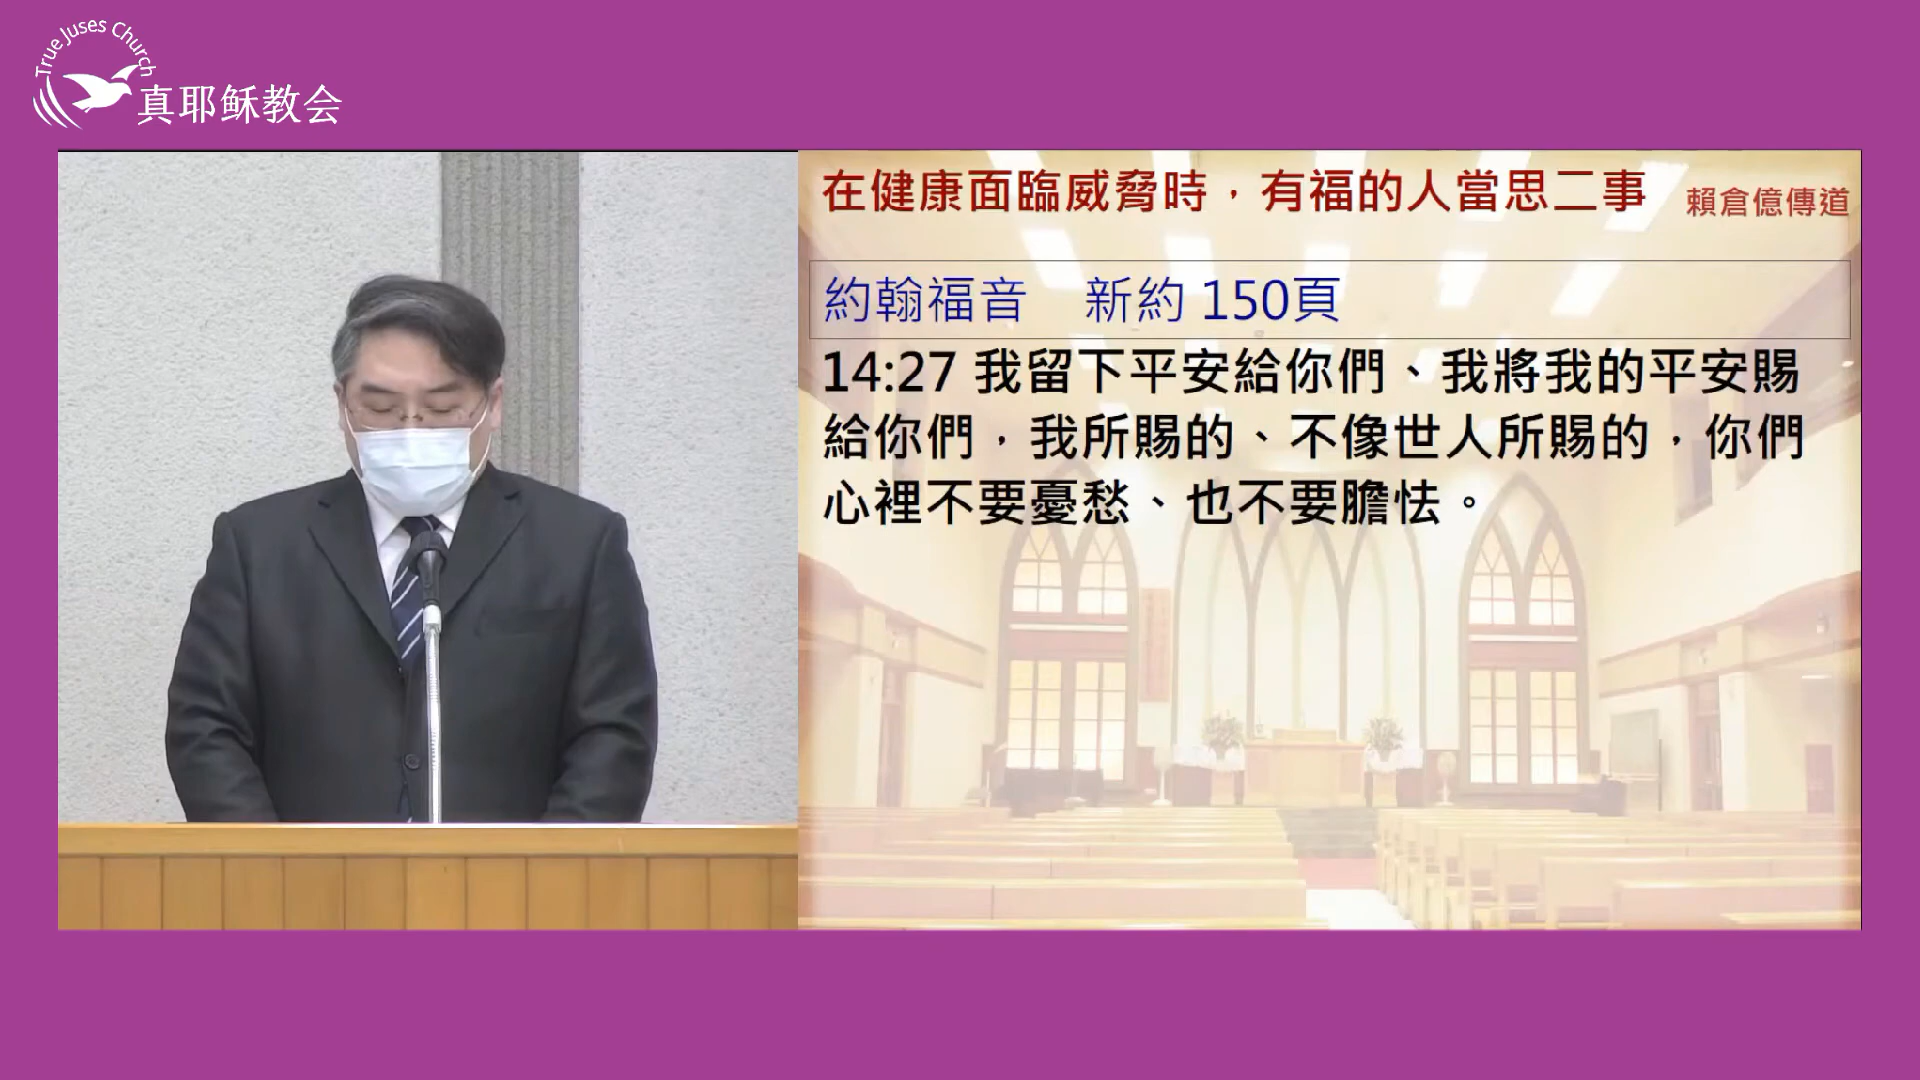 True Juses Church
真耶稣教会
在健康面臨威脅時，有福的人當思二事 賴倉億傳道
約翰福音 新約 150頁
14:27 我留下平安給你們、我將我的平安賜
給你們，我所賜的、不像世人所賜的，你們
心裡不要憂愁、也不要膽怯。